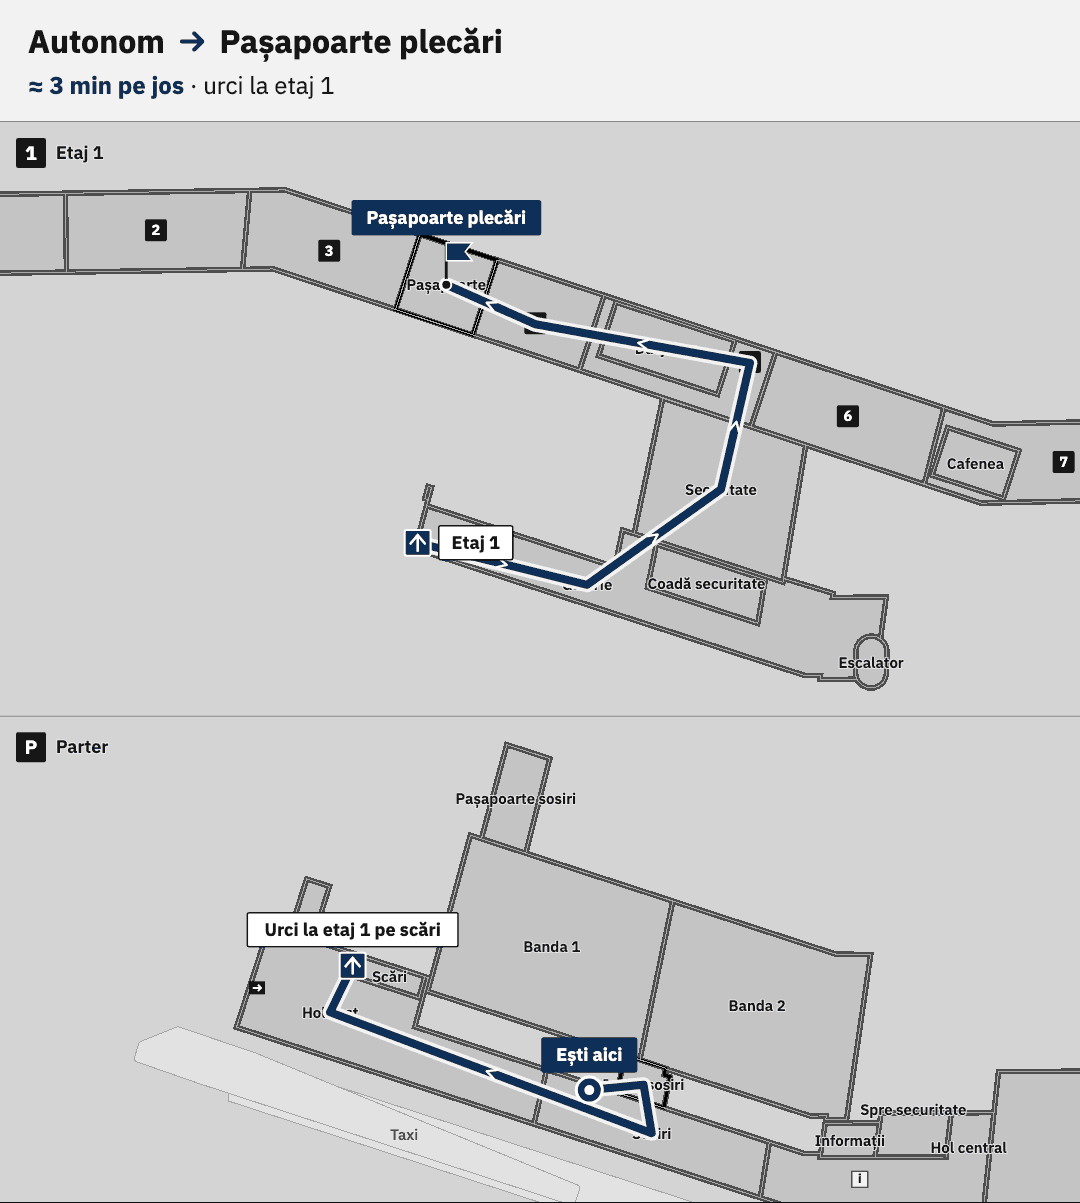 Autonom → Pașapoarte plecări
≈ 3 min pe jos · urci la etaj 1
1 Etaj 1
Pașapoarte plecări
2
3
6
Cafenea
7
Etaj 1
Coadă securitate
Escalator
P Parter
Pașapoarte sosiri
Urci la etaj 1 pe scări
Banda 1
Scări
Banda 2
Ești aici
sosiri
Spre securitate
Informații
Hol central
Taxi
i